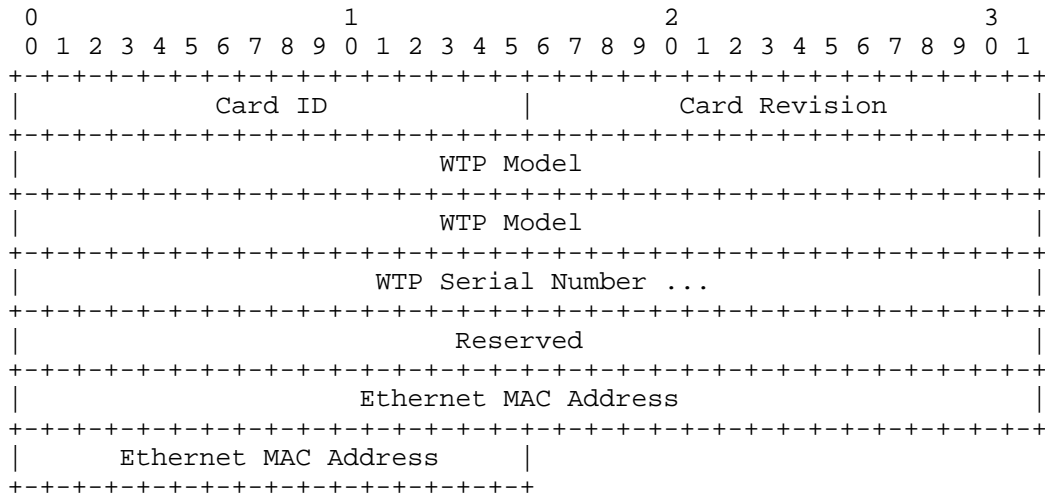 0                   1                   2                   3
 0 1 2 3 4 5 6 7 8 9 0 1 2 3 4 5 6 7 8 9 0 1 2 3 4 5 6 7 8 9 0 1
+-+-+-+-+-+-+-+-+-+-+-+-+-+-+-+-+-+-+-+-+-+-+-+-+-+-+-+-+-+-+-+-+
|            Card ID            |         Card Revision         |
+-+-+-+-+-+-+-+-+-+-+-+-+-+-+-+-+-+-+-+-+-+-+-+-+-+-+-+-+-+-+-+-+
|                          WTP Model                            |
+-+-+-+-+-+-+-+-+-+-+-+-+-+-+-+-+-+-+-+-+-+-+-+-+-+-+-+-+-+-+-+-+
|                          WTP Model                            |
+-+-+-+-+-+-+-+-+-+-+-+-+-+-+-+-+-+-+-+-+-+-+-+-+-+-+-+-+-+-+-+-+
|                      WTP Serial Number ...                    |
+-+-+-+-+-+-+-+-+-+-+-+-+-+-+-+-+-+-+-+-+-+-+-+-+-+-+-+-+-+-+-+-+
|                           Reserved                            |
+-+-+-+-+-+-+-+-+-+-+-+-+-+-+-+-+-+-+-+-+-+-+-+-+-+-+-+-+-+-+-+-+
|                     Ethernet MAC Address                      |
+-+-+-+-+-+-+-+-+-+-+-+-+-+-+-+-+-+-+-+-+-+-+-+-+-+-+-+-+-+-+-+-+
|      Ethernet MAC Address     |
+-+-+-+-+-+-+-+-+-+-+-+-+-+-+-+-+